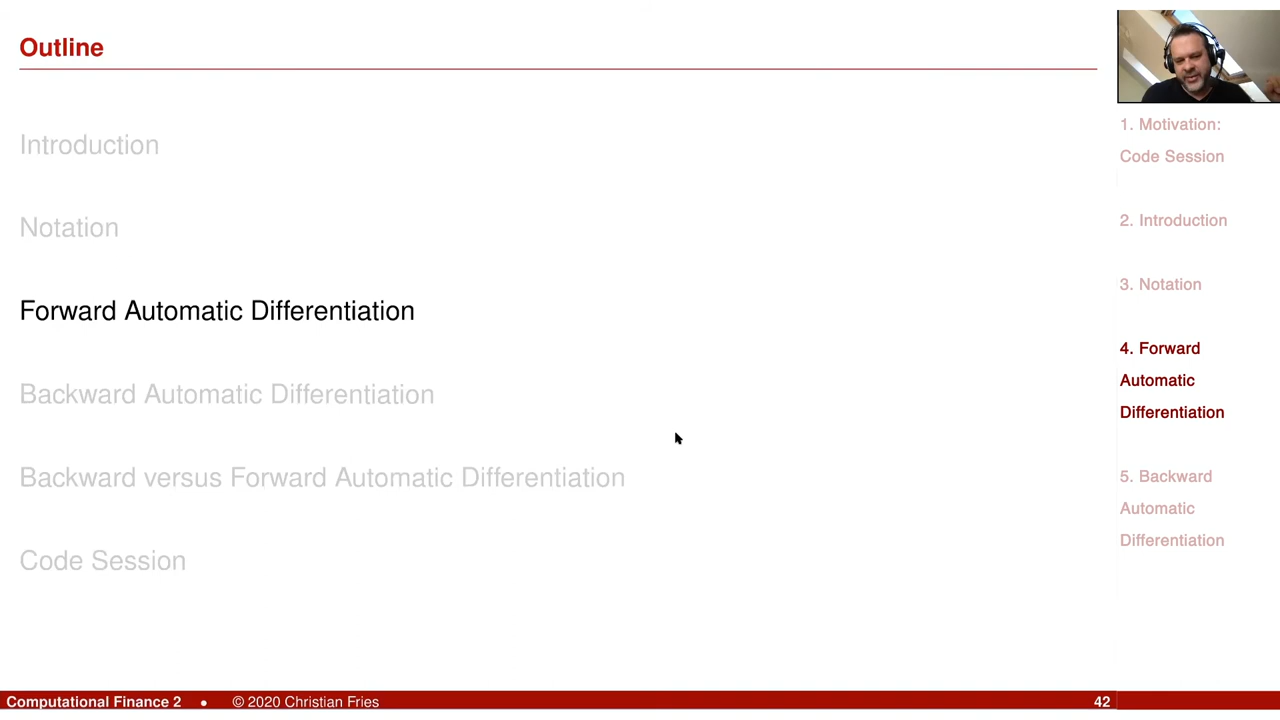 Outline
Introduction
Notation
Forward Automatic Differentiation
Backward Automatic Differentiation
Backward versus Forward Automatic Differentiation
Code Session
1. Motivation:
Code Session
2. Introduction
3. Notation
4. Forward
Automatic
Differentiation
5. Backward
Automatic
Differentiation
Computational Finance 2 • © 2020 Christian Fries 42